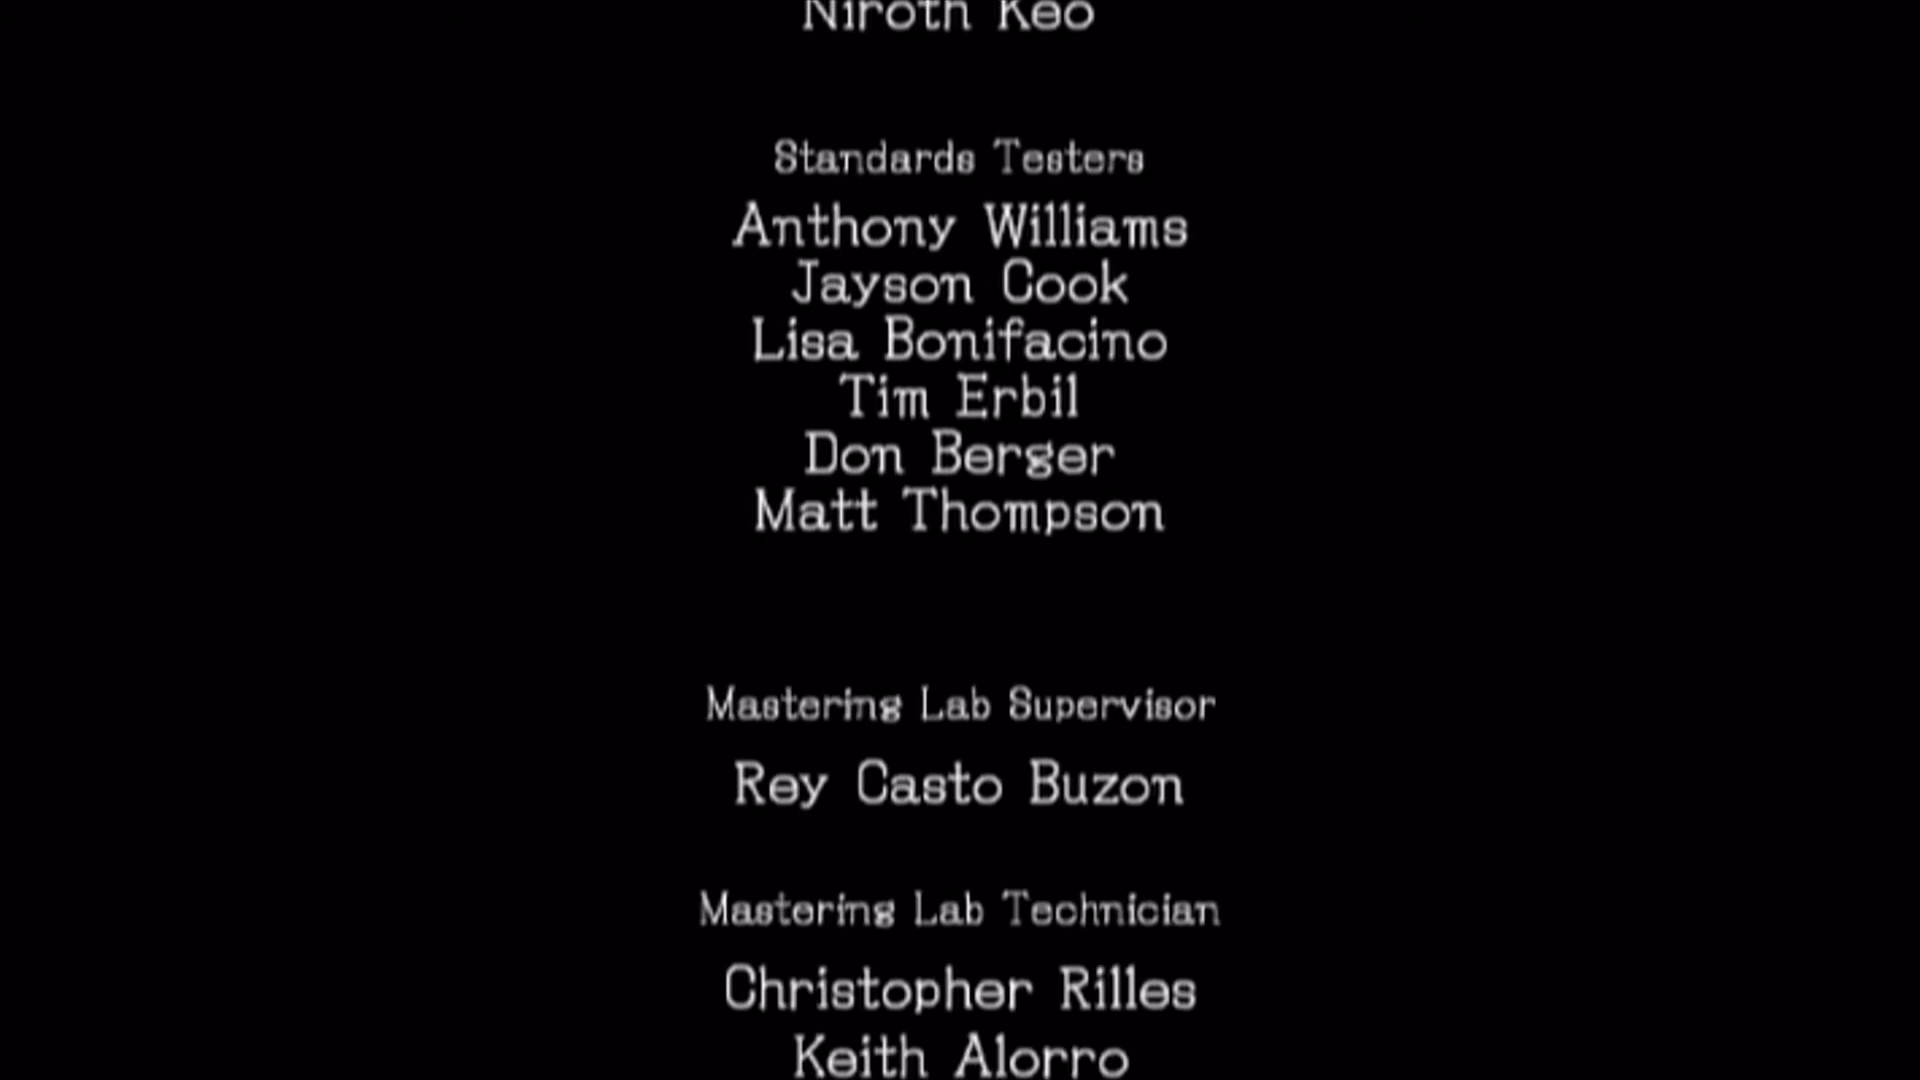 Niroth Keo
Standards Testers
Anthony Williams
Jayson Cook
Lisa Bonifacino
Tim Erbil
Don Berger
Matt Thompson
Mastering Lab Supervisor
Rey Casto Buzon
Mastering Lab Technician
Christopher Rilles
Keith Alorro